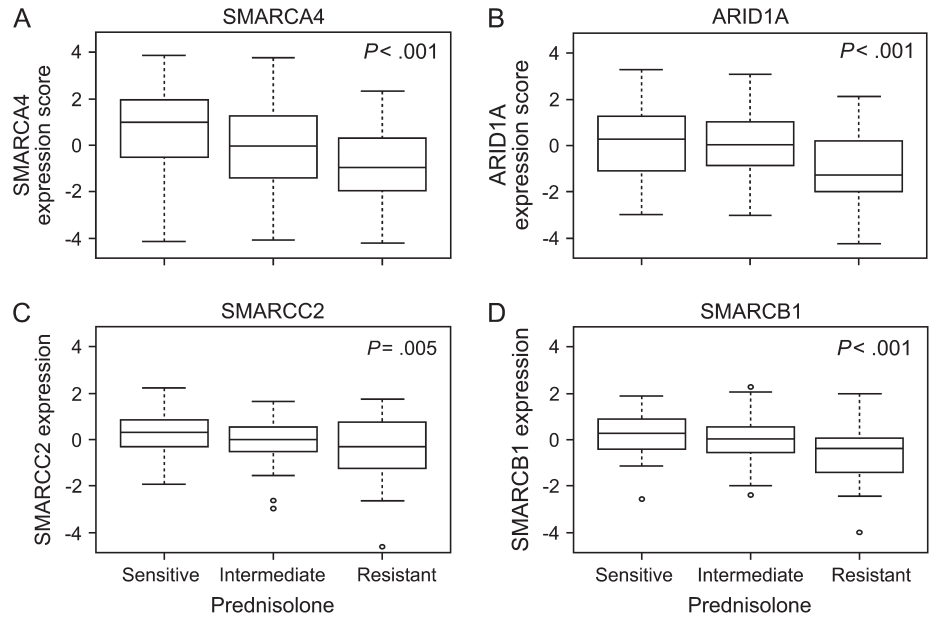 A
SMARCA4
P< .001
SMARCA4
expression score
4
2
0
-2
-4
B
ARID1A
P< .001
ARID1A
expression score
4
2
0
-2
-4
C
SMARCC2
P= .005
SMARCC2 expression
4
2
0
-2
-4
Sensitive Intermediate Resistant
Prednisolone
D
SMARCB1
P< .001
SMARCB1 expression
4
2
0
-2
-4
Sensitive Intermediate Resistant
Prednisolone